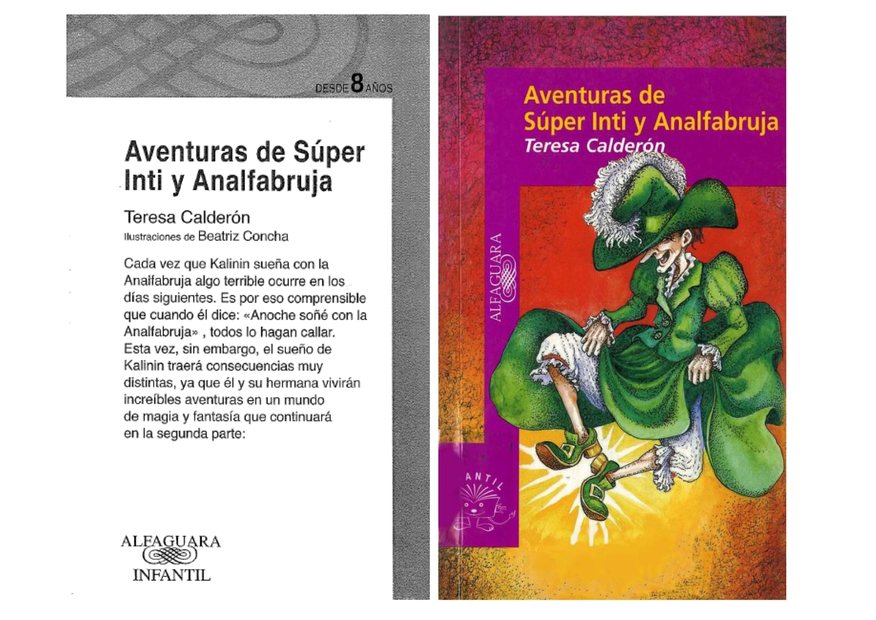 DESDE 8 AÑOS
Aventuras de Súper
Inti y Analfabruja
Teresa Calderón
Ilustraciones de Beatriz Concha
Cada vez que Kalinin sueña con la
Analfabruja algo terrible ocurre en los
días siguientes. Es por eso comprensible
que cuando él dice: «Anoche soñé con la
Analfabruja» , todos lo hagan callar.
Esta vez, sin embargo, el sueño de
Kalinin traerá consecuencias muy
distintas, ya que él y su hermana vivirán
increíbles aventuras en un mundo
de magia y fantasía que continuará
en la segunda parte:
ALFAGUARA
INFANTIL
Aventuras de
Súper Inti y Analfabruja
Teresa Calderón
ALFAGUARA
ANTIL